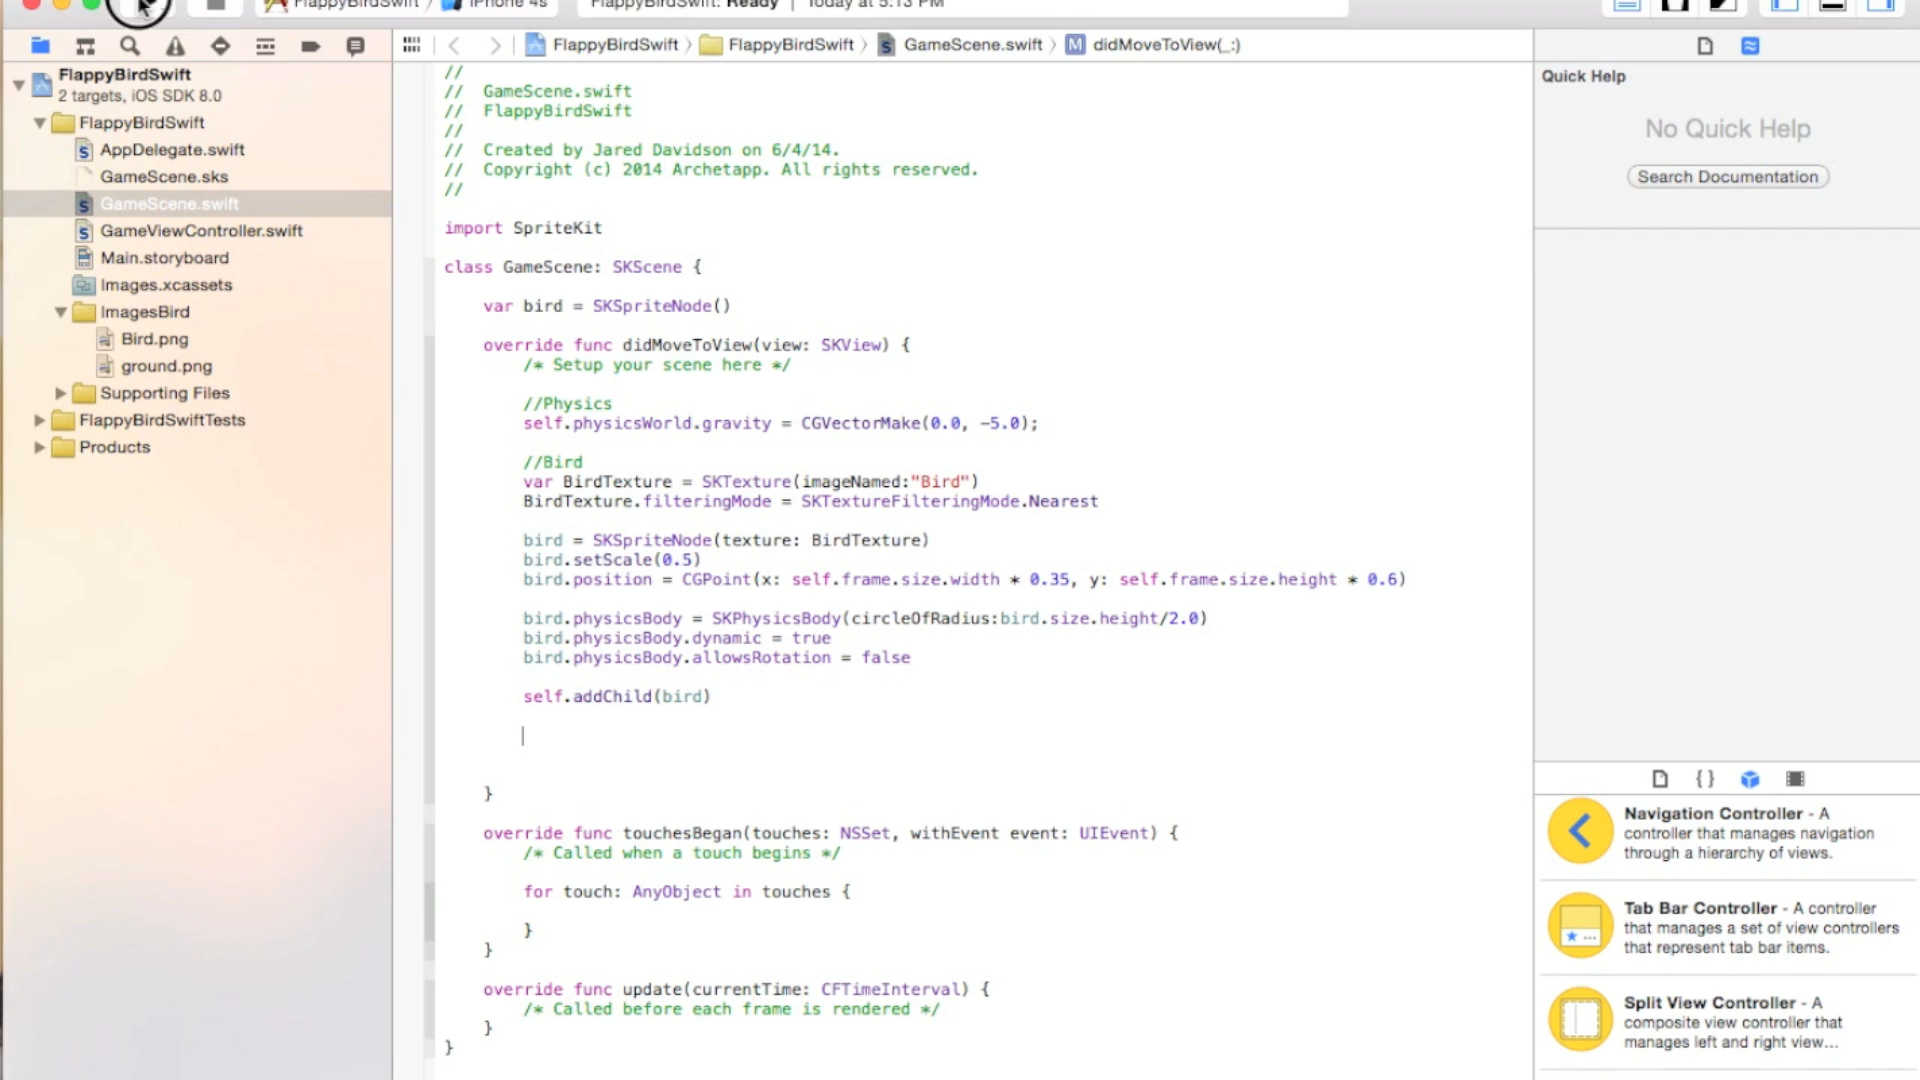 FlappyBirdSwift iPhone 4s FlappyBirdSwift: Ready | Today at 5:13 PM
FlappyBirdSwift FlappyBirdSwift GameScene.swift M didMoveToView(_:)
FlappyBirdSwift
2 targets, iOS SDK 8.0
FlappyBirdSwift
AppDelegate.swift
GameScene.sks
GameScene.swift
GameViewController.swift
Main.storyboard
Images.xcassets
ImagesBird
Bird.png
ground.png
Supporting Files
FlappyBirdSwiftTests
Products
//
// GameScene.swift
// FlappyBirdSwift
//
// Created by Jared Davidson on 6/4/14.
// Copyright (c) 2014 Archetapp. All rights reserved.
//
import SpriteKit
class GameScene: SKScene {
var bird = SKSpriteNode()
override func didMoveToView(view: SKView) {
/* Setup your scene here */
//Physics
self.physicsWorld.gravity = CGVectorMake(0.0, -5.0);
//Bird
var BirdTexture = SKTexture(imageNamed:"Bird")
BirdTexture.filteringMode = SKTextureFilteringMode.Nearest
bird = SKSpriteNode(texture: BirdTexture)
bird.setScale(0.5)
bird.position = CGPoint(x: self.frame.size.width * 0.35, y: self.frame.size.height * 0.6)
bird.physicsBody = SKPhysicsBody(circleOfRadius:bird.size.height/2.0)
bird.physicsBody.dynamic = true
bird.physicsBody.allowsRotation = false
self.addChild(bird)
}
override func touchesBegan(touches: NSSet, withEvent event: UIEvent) {
/* Called when a touch begins */
for touch: AnyObject in touches {
}
}
override func update(currentTime: CFTimeInterval) {
/* Called before each frame is rendered */
}
}
Quick Help
No Quick Help
Search Documentation
{ }
Navigation Controller - A
controller that manages navigation
through a hierarchy of views.
Tab Bar Controller - A controller
that manages a set of view controllers
that represent tab bar items.
Split View Controller - A
composite view controller that
manages left and right view...